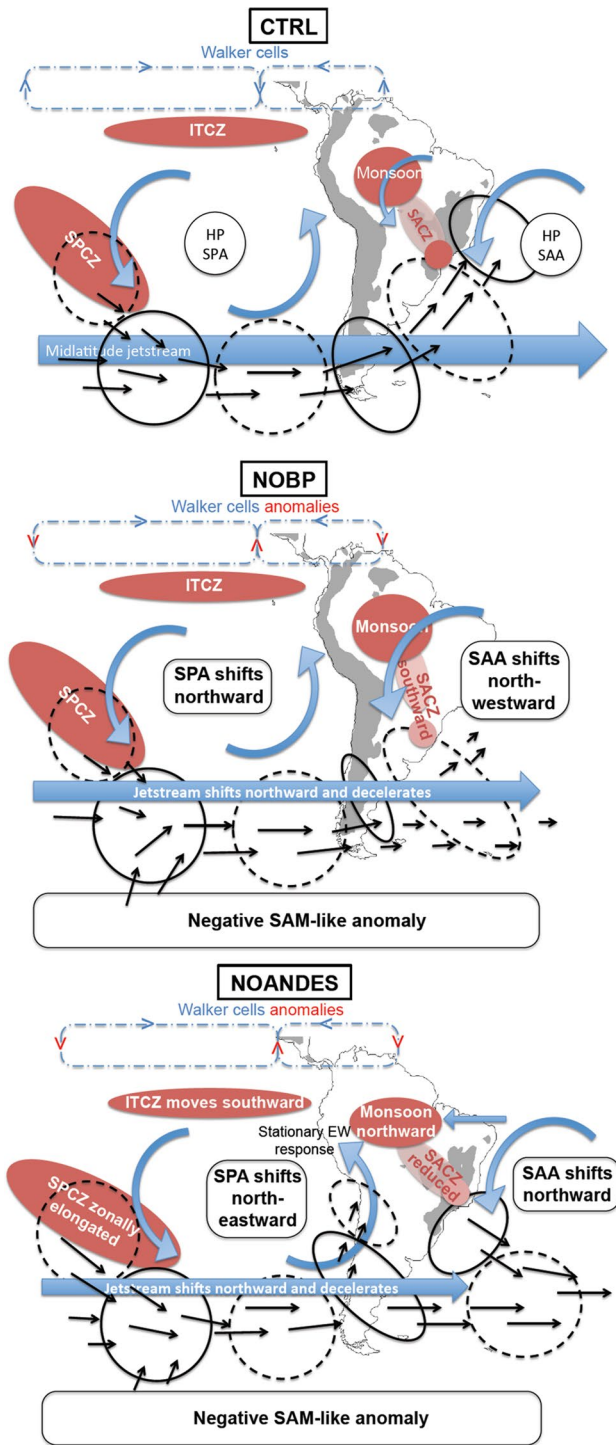 CTRL
Walker cells
ITCZ
Monsoon
SPCZ
HP
SPA
SACZ
HP
SAA
Midlatitude jetstream
NOBP
Walker cells anomalies
ITCZ
Monsoon
SPCZ
SPA shifts
northward
SACZ
southward
SAA shifts
north-
westward
Jetstream shifts northward and decelerates
Negative SAM-like anomaly
NOANDES
Walker cells anomalies
ITCZ moves southward
Monsoon
northward
Stationary EW
response
SPCZ zonally
elongated
SPA shifts
north-
eastward
SACZ
reduced
SAA shifts
northward
Jetstream shifts northward and decelerates
Negative SAM-like anomaly